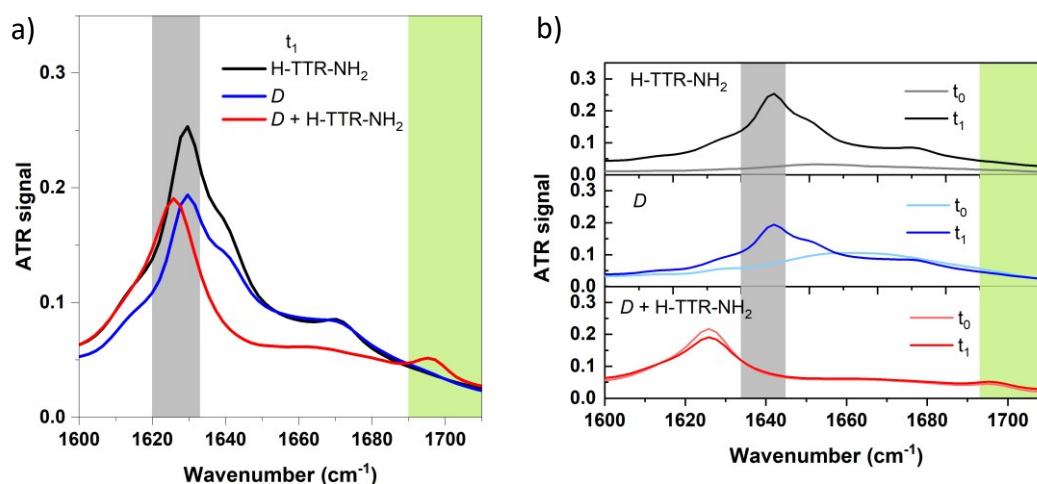 a)
t₁
H-TTR-NH₂
D
D + H-TTR-NH₂
0.3
0.2
0.1
0.0
ATR signal
1600 1620 1640 1660 1680 1700
Wavenumber (cm⁻¹)
b)
H-TTR-NH₂
t₀
t₁
0.3
0.2
0.1
0.0
D
t₀
t₁
0.3
0.2
0.1
0.0
D + H-TTR-NH₂
t₀
t₁
0.3
0.2
0.1
0.0
ATR signal
ATR signal
1600 1620 1640 1660 1680 1700
Wavenumber (cm⁻¹)